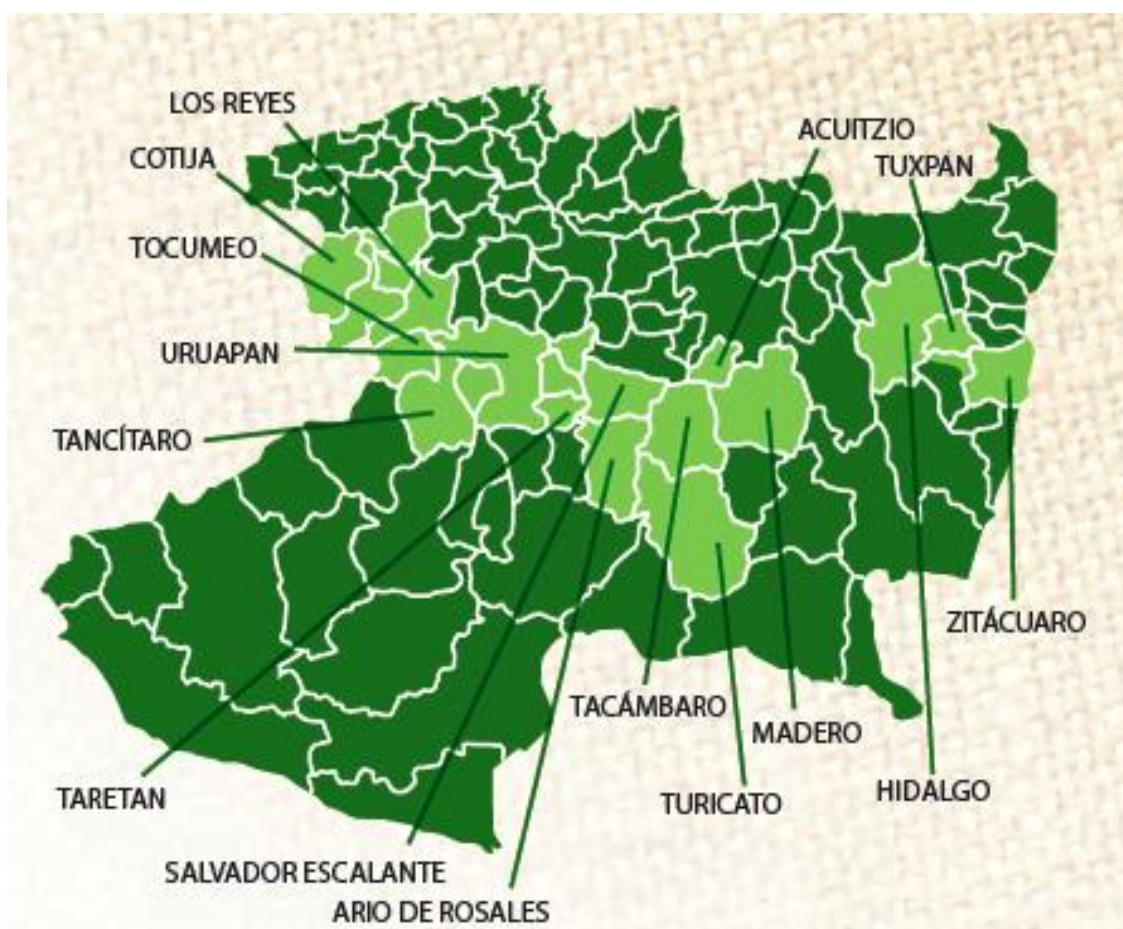 LOS REYES
ACUITZIO
COTIJA
TUXPAN
TOCUMEO
URUAPAN
TANCÍTARO
ZITÁCUARO
TACÁMBARO
MADERO
TARETAN
TURICATO
HIDALGO
SALVADOR ESCALANTE
ARIO DE ROSALES